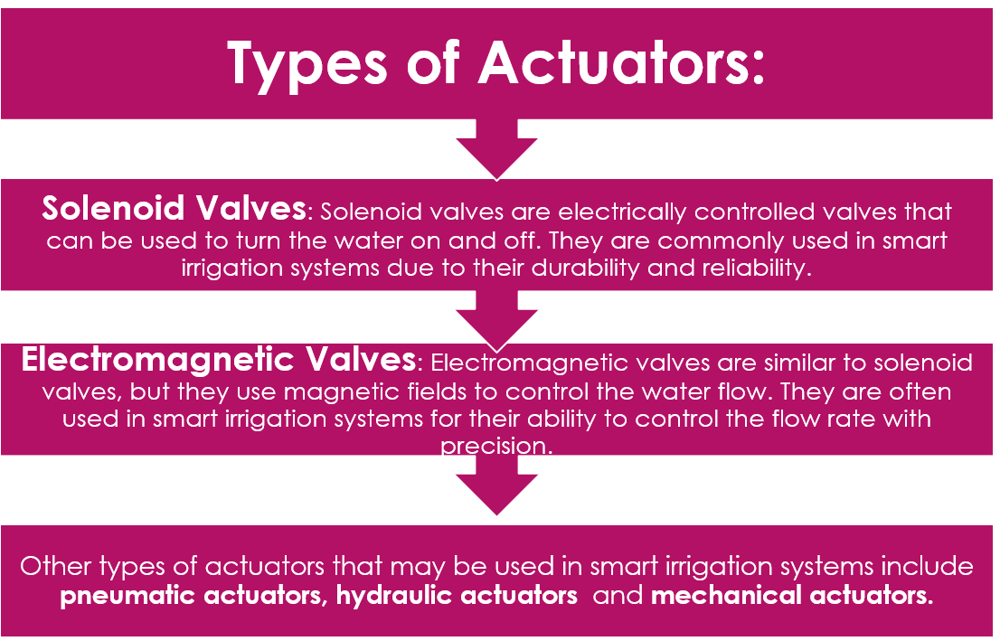 Types of Actuators:
Solenoid Valves: Solenoid valves are electrically controlled valves that
can be used to turn the water on and off. They are commonly used in smart
irrigation systems due to their durability and reliability.
Electromagnetic Valves: Electromagnetic valves are similar to solenoid
valves, but they use magnetic fields to control the water flow. They are often
used in smart irrigation systems for their ability to control the flow rate with
precision.
Other types of actuators that may be used in smart irrigation systems include
pneumatic actuators, hydraulic actuators  and mechanical actuators.